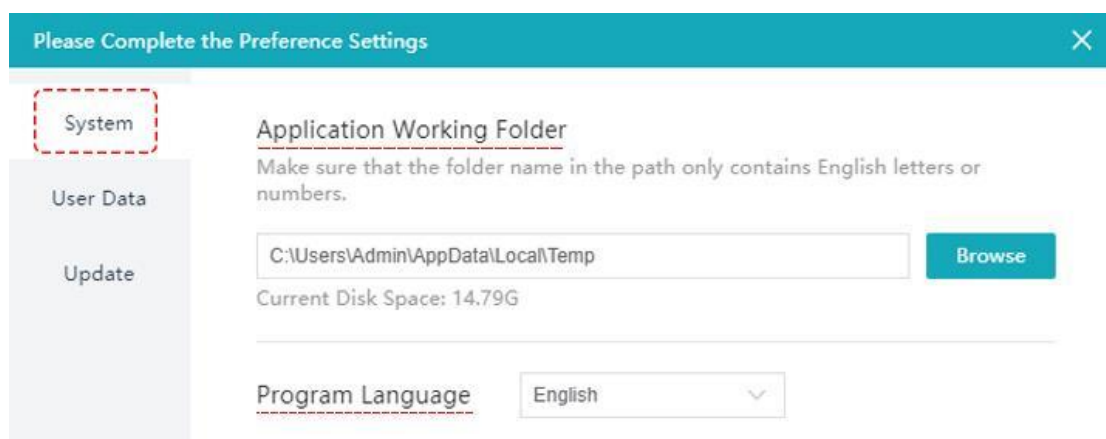 Please Complete the Preference Settings
System
User Data
Update
Application Working Folder
Make sure that the folder name in the path only contains English letters or
numbers.
C:\Users\Admin\AppData\Local\Temp
Browse
Current Disk Space: 14.79G
Program Language
English